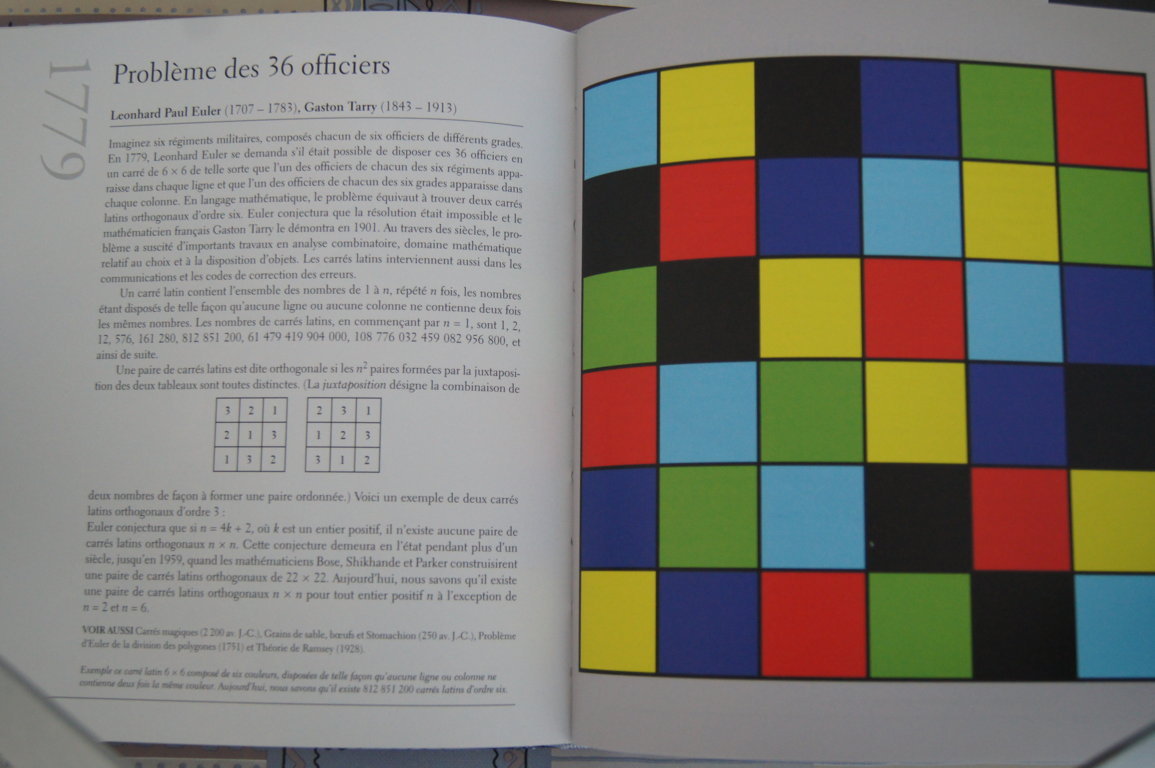 1779
Problème des 36 officiers
Leonhard Paul Euler (1707 – 1783), Gaston Tarry (1843 – 1913)
Imaginez six régiments militaires, composés chacun de six officiers de différents grades.
En 1779, Leonhard Euler se demanda s'il était possible de disposer ces 36 officiers en
un carré de 6 × 6 de telle sorte que l'un des officiers de chacun des six régiments appa-
raisse dans chaque ligne et que l'un des officiers de chacun des six grades apparaisse dans
chaque colonne. En langage mathématique, le problème équivaut à trouver deux carrés
latins orthogonaux d'ordre six. Euler conjectura que la résolution était impossible et le
mathématicien français Gaston Tarry le démontra en 1901. Au travers des siècles, le pro-
blème a suscité d'importants travaux en analyse combinatoire, domaine mathématique
relatif au choix et à la disposition d'objets. Les carrés latins interviennent aussi dans les
communications et les codes de correction des erreurs.
Un carré latin contient l'ensemble des nombres de 1 à n, répété n fois, les nombres
étant disposés de telle façon qu'aucune ligne ou aucune colonne ne contienne deux fois
les mêmes nombres. Les nombres de carrés latins, en commençant par n = 1, sont 1, 2,
12, 576, 161 280, 812 851 200, 61 479 419 904 000, 108 776 032 459 082 956 800, et
ainsi de suite.
Une paire de carrés latins est dite orthogonale si les n² paires formées par la juxtaposi-
tion des deux tableaux sont toutes distinctes. (La juxtaposition désigne la combinaison de
3 2 1 2 3 1
2 1 3 1 2 3
1 3 2 3 1 2
deux nombres de façon à former une paire ordonnée.) Voici un exemple de deux carrés
latins orthogonaux d'ordre 3 :
Euler conjectura que si n = 4k + 2, où k est un entier positif, il n'existe aucune paire de
carrés latins orthogonaux n × n. Cette conjecture demeura en l'état pendant plus d'un
siècle, jusqu'en 1959, quand les mathématiciens Bose, Shikhande et Parker construisirent
une paire de carrés latins orthogonaux de 22 × 22. Aujourd'hui, nous savons qu'il existe
une paire de carrés latins orthogonaux n × n pour tout entier positif n à l'exception de
n = 2 et n = 6.
VOIR AUSSI Carrés magiques (2 200 av. J.-C.), Grains de sable, bœufs et Stomachion (250 av. J.-C.), Problème
d'Euler de la division des polygones (1751) et Théorie de Ramsey (1928).
Exemple de carré latin 6 × 6 composé de six couleurs, disposées de telle façon qu'aucune ligne ou colonne ne
contienne deux fois la même couleur. Aujourd'hui, nous savons qu'il existe 812 851 200 carrés latins d'ordre six.